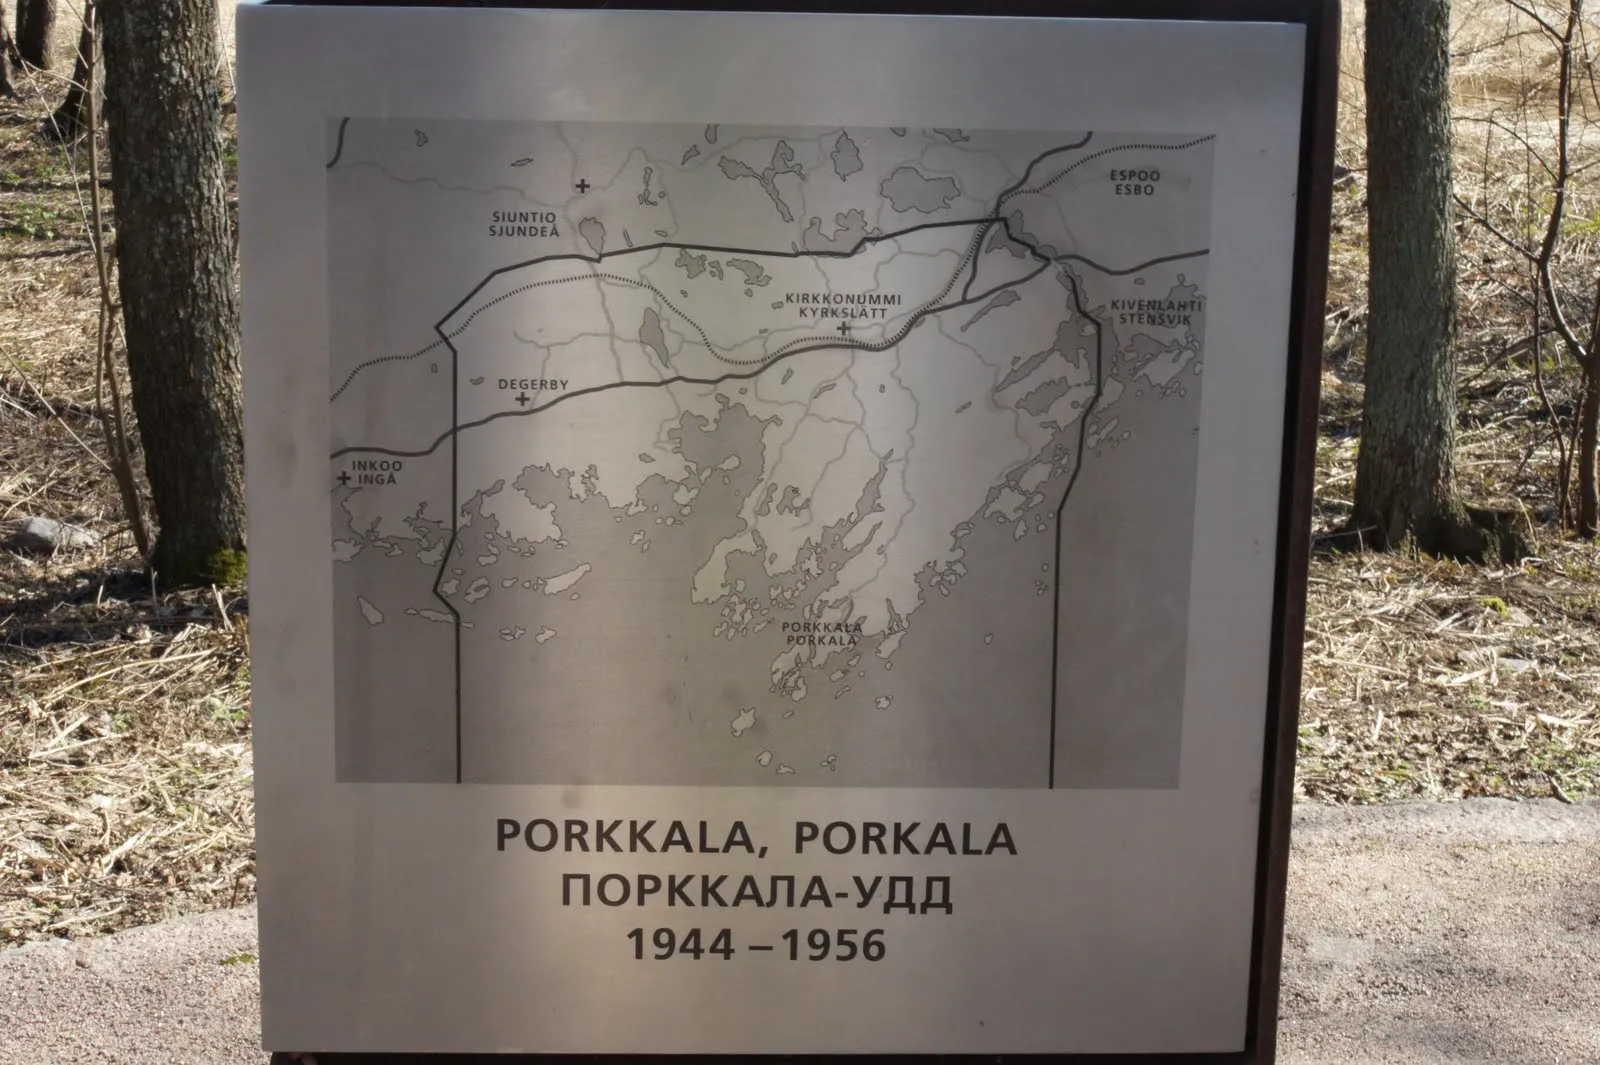 ESPOO
ESBO
SIUNTIO
SJUNDEÅ
KIRKKONUMMI
KYRKSLÄTT
KIVENLAHTI
STENSVIK
DEGERBY
INKOO
INGÅ
PORKKALA
PORKALA
PORKKALA, PORKALA
ПОРККАЛА-УДД
1944 – 1956